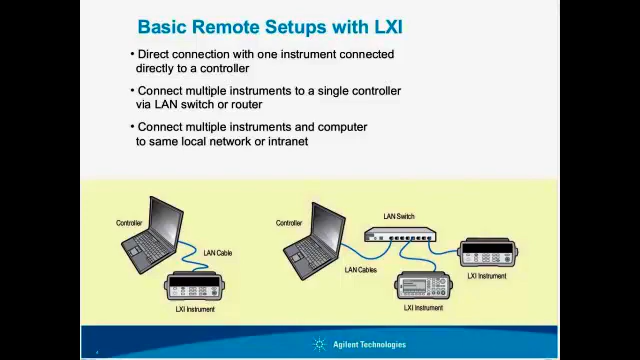 Basic Remote Setups with LXI
• Direct connection with one instrument connected
directly to a controller
• Connect multiple instruments to a single controller
via LAN switch or router
• Connect multiple instruments and computer
to same local network or intranet
Controller
LAN Cable
LXI Instrument
Controller
LAN Switch
LAN Cables
LXI Instrument
LXI Instrument
Agilent Technologies